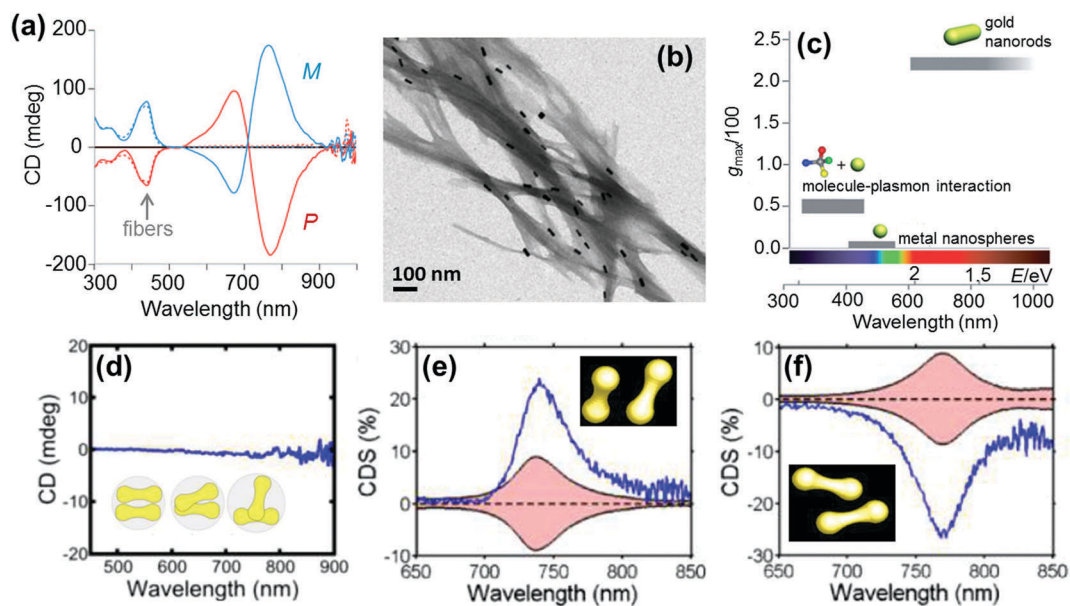 (a)
CD (mdeg)
200
100
0
-100
-200
M
P
fibers
300
500
700
900
Wavelength (nm)
(b)
100 nm
(c)
gold
nanorods
g max/100
2.5
2.0
1.5
1.0
0.5
0.0
+
molecule-plasmon interaction
metal nanospheres
2
1,5
E/eV
300
400
600
800
1000
Wavelength (nm)
(d)
CD (mdeg)
20
10
0
-10
-20
500
600
700
800
900
Wavelength (nm)
(e)
CDS (%)
30
20
10
0
-10
650
700
750
800
850
Wavelength (nm)
(f)
CDS (%)
10
0
-10
-20
-30
650
700
750
800
850
Wavelength (nm)